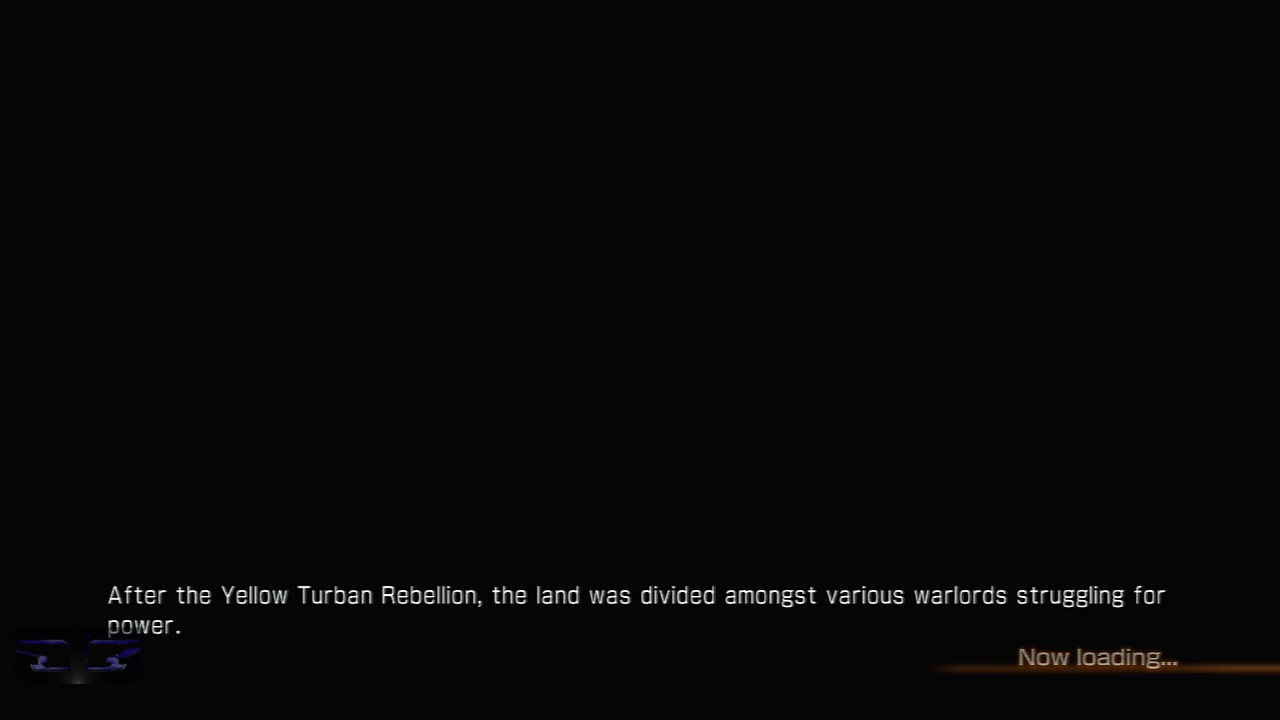 After the Yellow Turban Rebellion, the land was divided amongst various warlords struggling for
power.
Now loading...